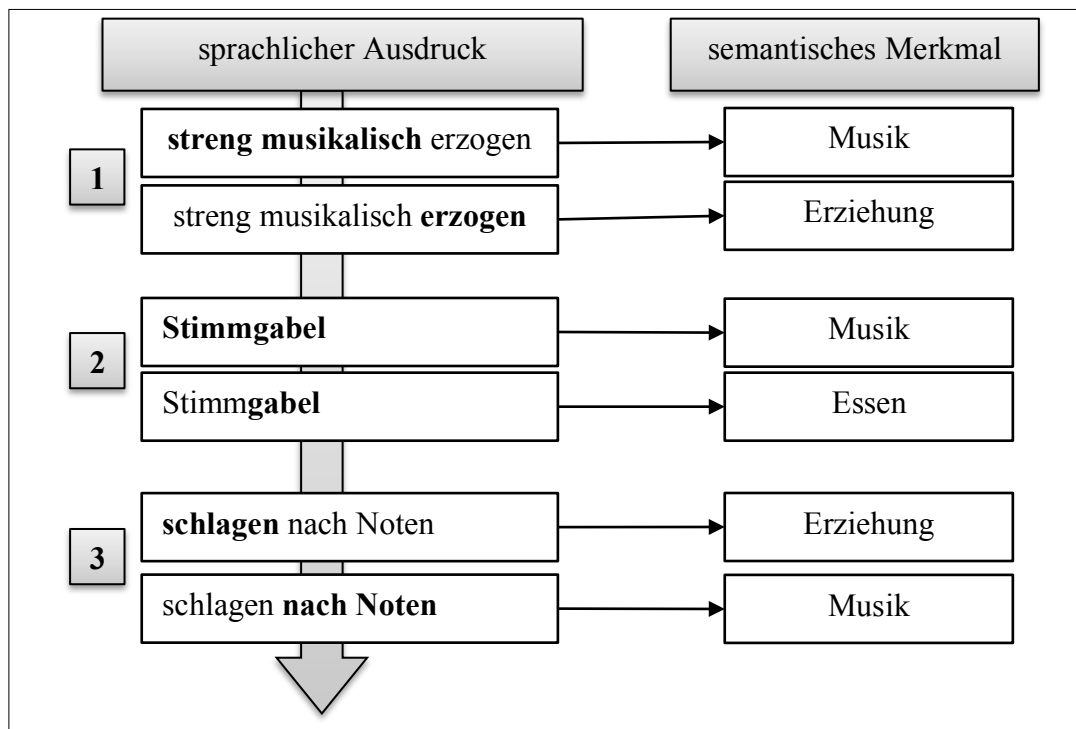 sprachlicher Ausdruck
semantisches Merkmal
1
streng musikalisch erzogen
Musik
streng musikalisch erzogen
Erziehung
2
Stimmgabel
Musik
Stimmgabel
Essen
3
schlagen nach Noten
Erziehung
schlagen nach Noten
Musik